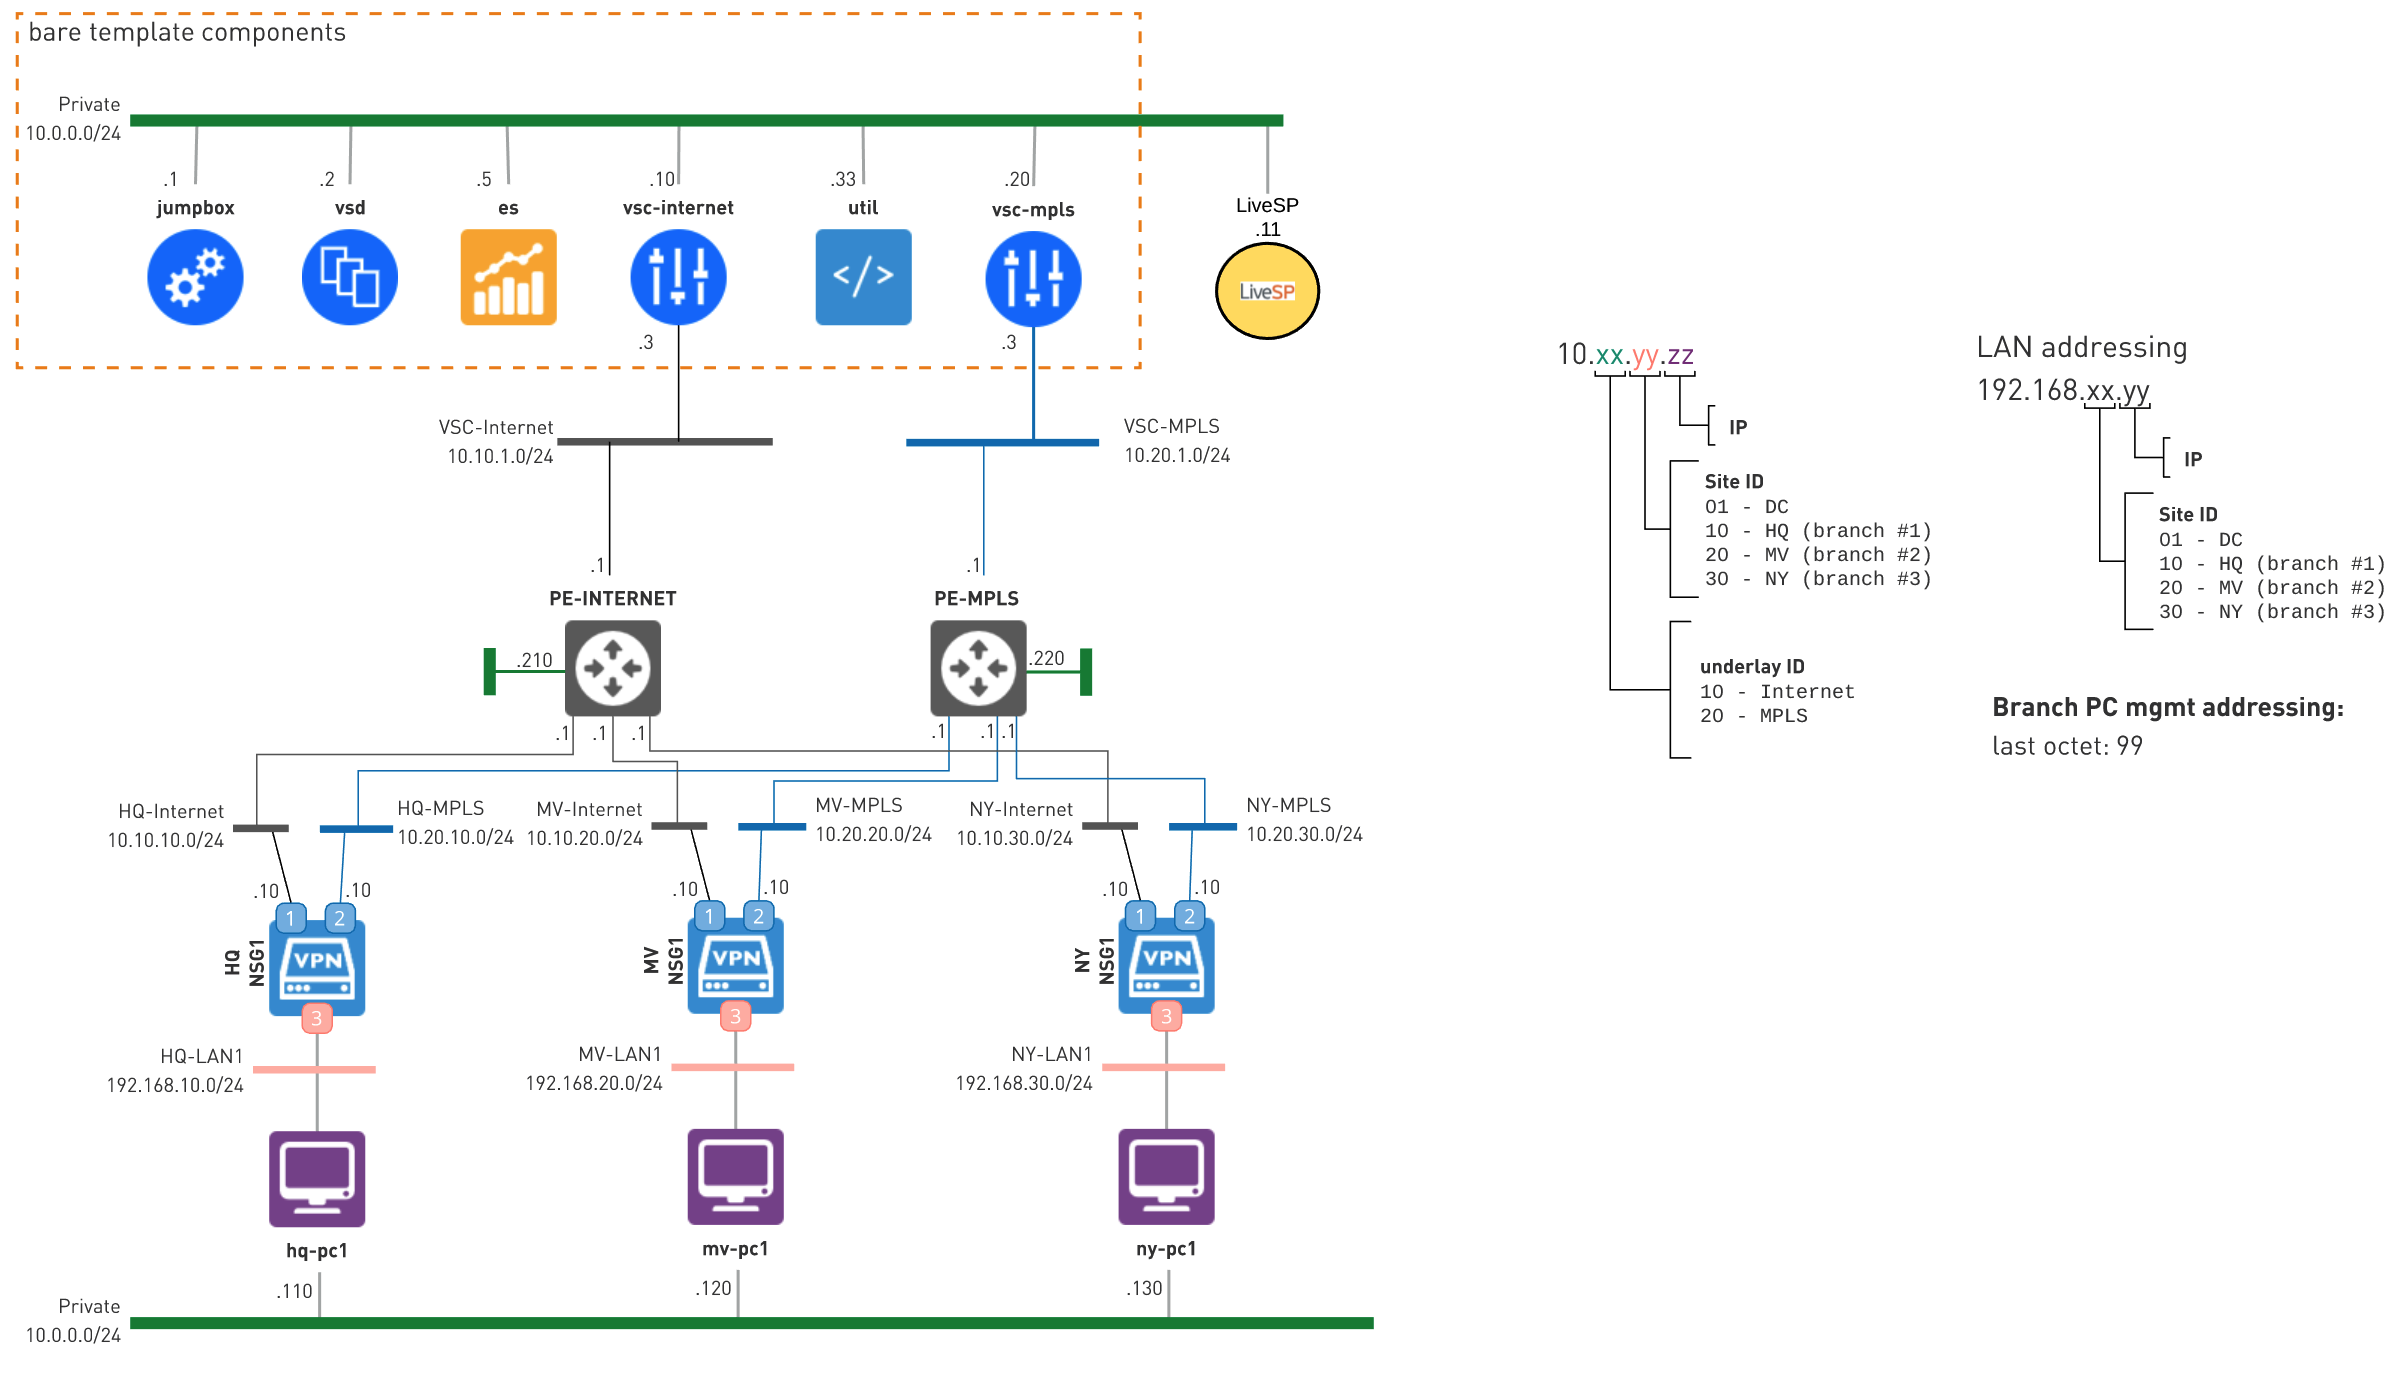 bare template components
Private
10.0.0.0/24
.1
.2
.5
.10
.33
.20
jumpbox
vsd
es
vsc-internet
util
vsc-mpls
LiveSP
.11
</>
LiveSP
.3
.3
VSC-Internet
10.10.1.0/24
VSC-MPLS
10.20.1.0/24
.1
.1
PE-INTERNET
PE-MPLS
.210
.220
.1
.1
.1
.1
.1
.1
HQ-Internet
10.10.10.0/24
HQ-MPLS
10.20.10.0/24
MV-Internet
10.10.20.0/24
MV-MPLS
10.20.20.0/24
NY-Internet
10.10.30.0/24
NY-MPLS
10.20.30.0/24
.10
.10
.10
.10
.10
.10
1
2
1
2
1
2
HQ
NSG1
VPN
MV
NSG1
VPN
NY
NSG1
VPN
3
3
3
HQ-LAN1
192.168.10.0/24
MV-LAN1
192.168.20.0/24
NY-LAN1
192.168.30.0/24
hq-pc1
mv-pc1
ny-pc1
.110
.120
.130
Private
10.0.0.0/24
10.xx.yy.zz
IP
Site ID
01 - DC
10 - HQ (branch #1)
20 - MV (branch #2)
30 - NY (branch #3)
underlay ID
10 - Internet
20 - MPLS
LAN addressing
192.168.xx.yy
IP
Site ID
01 - DC
10 - HQ (branch #1)
20 - MV (branch #2)
30 - NY (branch #3)
Branch PC mgmt addressing:
last octet: 99